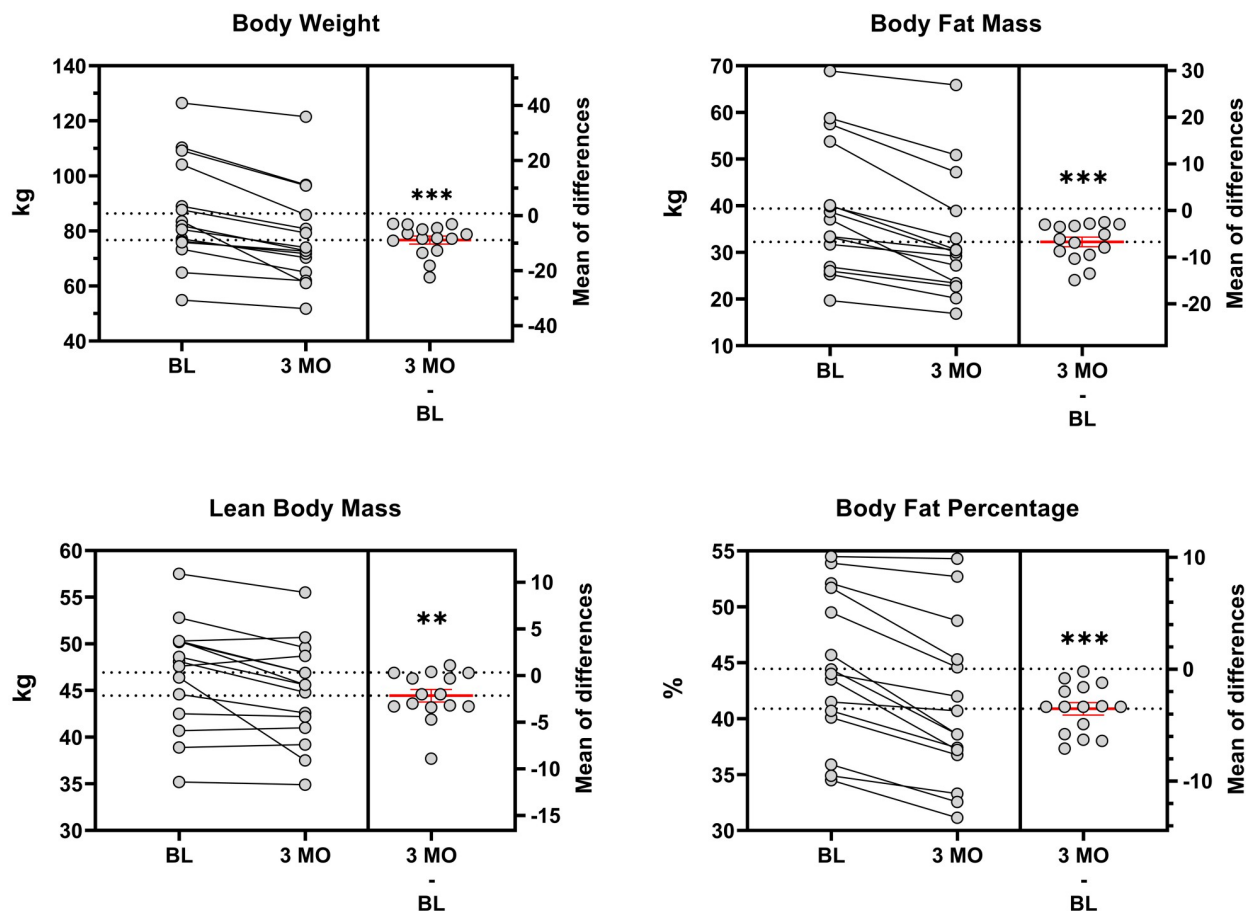 Body Weight
140
120
100
80
60
40
kg
BL
3 MO
3 MO
-
BL
***
40
20
0
-20
-40
Mean of differences
Body Fat Mass
70
60
50
40
30
20
10
kg
BL
3 MO
3 MO
-
BL
***
30
20
10
0
-10
-20
Mean of differences
Lean Body Mass
60
55
50
45
40
35
30
kg
BL
3 MO
3 MO
-
BL
**
10
5
0
-5
-10
-15
Mean of differences
Body Fat Percentage
55
50
45
40
35
30
%
BL
3 MO
3 MO
-
BL
***
10
0
-10
Mean of differences